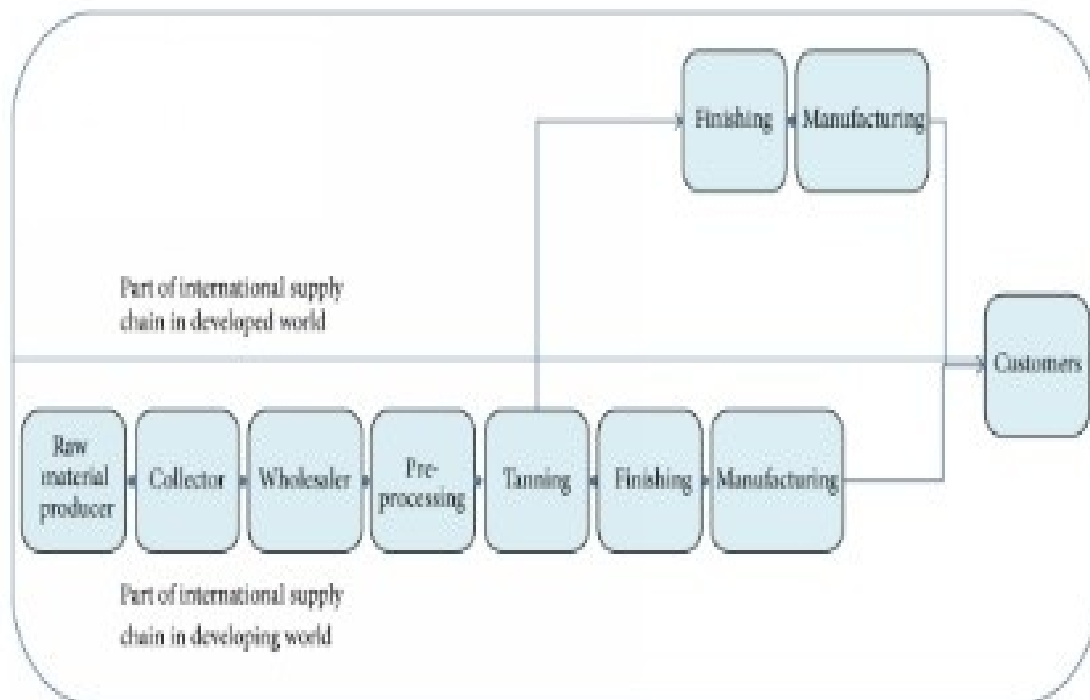 Finishing
Manufacturing
Part of international supply
chain in developed world
Customers
Raw
material
producer
Collector
Wholesaler
Pre-
processing
Tanning
Finishing
Manufacturing
Part of international supply
chain in developing world